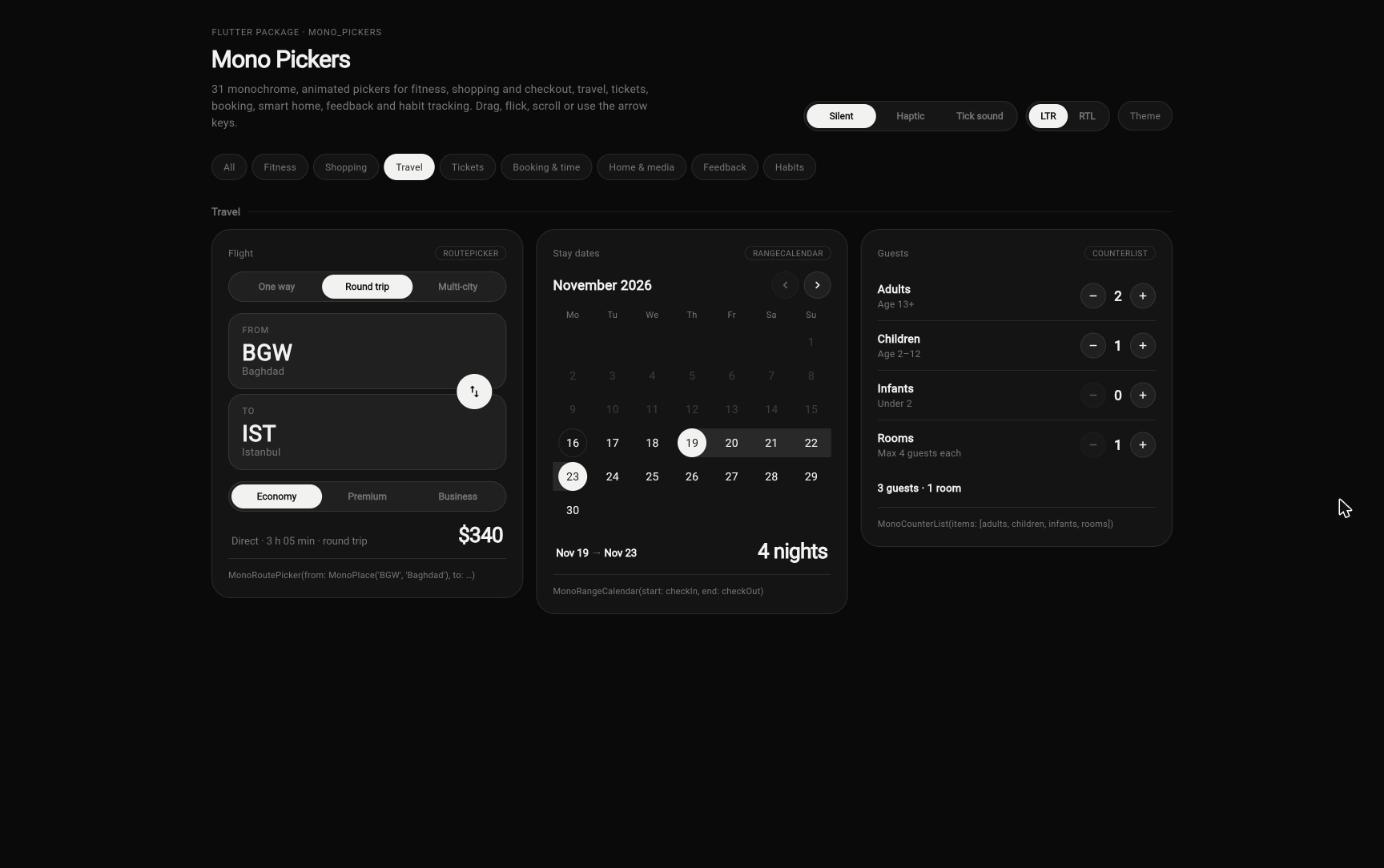 FLUTTER PACKAGE · MONO_PICKERS
Mono Pickers
31 monochrome, animated pickers for fitness, shopping and checkout, travel, tickets,
booking, smart home, feedback and habit tracking. Drag, flick, scroll or use the arrow
keys.
Silent Haptic Tick sound LTR RTL Theme
All Fitness Shopping Travel Tickets Booking & time Home & media Feedback Habits
Travel
Flight ROUTEPICKER
One way Round trip Multi-city
FROM
BGW
Baghdad
TO
IST
Istanbul
Economy Premium Business
Direct · 3 h 05 min · round trip $340
MonoRoutePicker(from: MonoPlace('BGW', 'Baghdad'), to: …)
Stay dates RANGECALENDAR
November 2026
Mo Tu We Th Fr Sa Su
1
2 3 4 5 6 7 8
9 10 11 12 13 14 15
16 17 18 19 20 21 22
23 24 25 26 27 28 29
30
Nov 19 → Nov 23 4 nights
MonoRangeCalendar(start: checkIn, end: checkOut)
Guests COUNTERLIST
Adults
Age 13+
− 2 +
Children
Age 2–12
− 1 +
Infants
Under 2
− 0 +
Rooms
Max 4 guests each
− 1 +
3 guests · 1 room
MonoCounterList(items: [adults, children, infants, rooms])